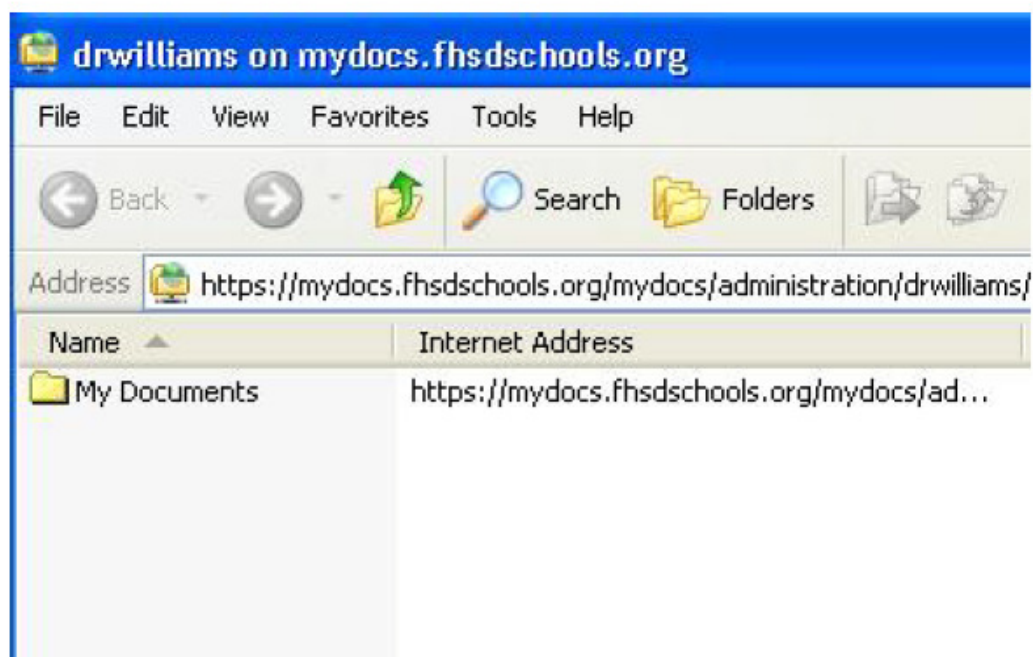 drwilliams on mydocs.fhsdschools.org
File Edit View Favorites Tools Help
Back Search Folders
Address https://mydocs.fhsdschools.org/mydocs/administration/drwilliams/
Name Internet Address
My Documents https://mydocs.fhsdschools.org/mydocs/ad...